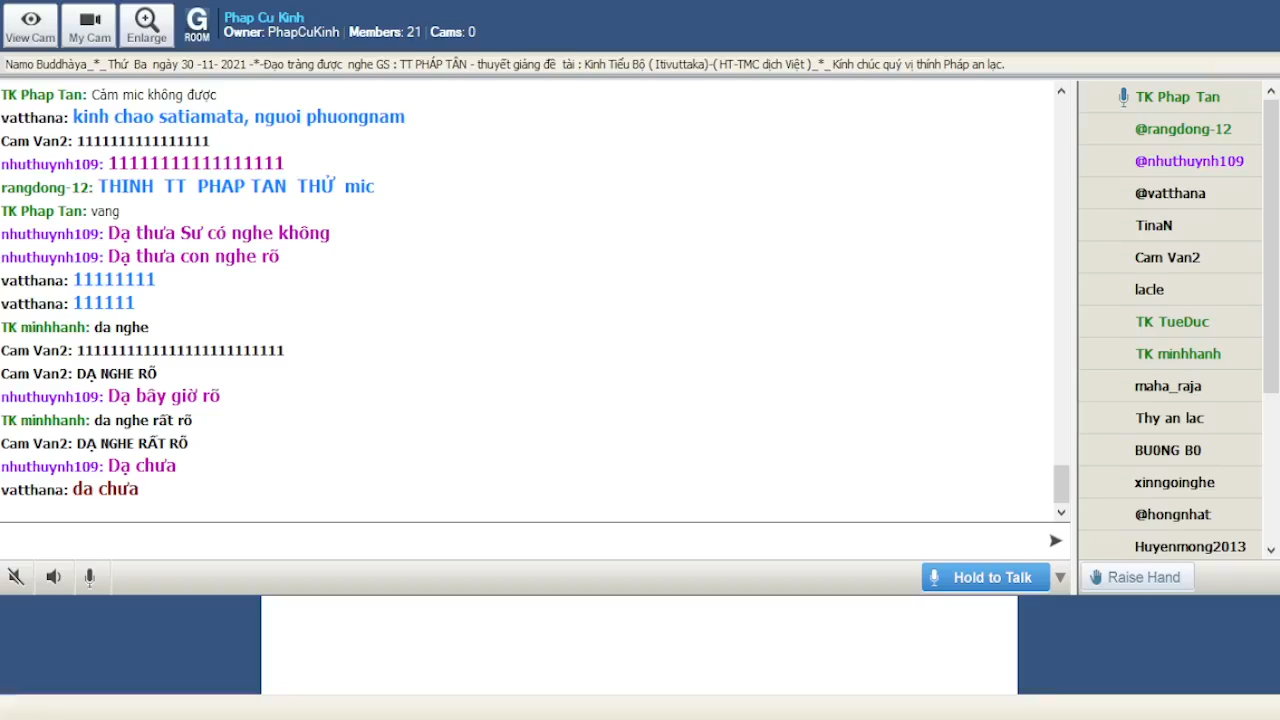 View Cam
My Cam
Enlarge
G
ROOM
Phap Cu Kinh
Owner: PhapCuKinh | Members: 21 | Cams: 0
Namo Buddhàya_*_Thứ Ba ngày 30 -11- 2021 -*-Đạo tràng được nghe GS : TT PHÁP TÂN - thuyết giảng đề tài : Kinh Tiểu Bộ ( Itivuttaka)-( HT-TMC dịch Việt )_*_ Kính chúc quý vị thính Pháp an lạc.
TK Phap Tan: Cảm mic không được
vatthana: kinh chao satiamata, nguoi phuongnam
Cam Van2: 1111111111111111
nhuthuynh109: 11111111111111111
rangdong-12: THINH TT PHAP TAN THỬ mic
TK Phap Tan: vang
nhuthuynh109: Dạ thưa Sư có nghe không
nhuthuynh109: Dạ thưa con nghe rõ
vatthana: 11111111
vatthana: 111111
TK minhhanh: da nghe
Cam Van2: 1111111111111111111111111
Cam Van2: DẠ NGHE RÕ
nhuthuynh109: Dạ bây giờ rõ
TK minhhanh: da nghe rất rõ
Cam Van2: DẠ NGHE RẤT RÕ
nhuthuynh109: Dạ chưa
vatthana: da chưa
TK Phap Tan
@rangdong-12
@nhuthuynh109
@vatthana
TinaN
Cam Van2
lacle
TK TueDuc
TK minhhanh
maha_raja
Thy an lac
BU0NG B0
xinngoinghe
@hongnhat
Huyenmong2013
Hold to Talk
Raise Hand